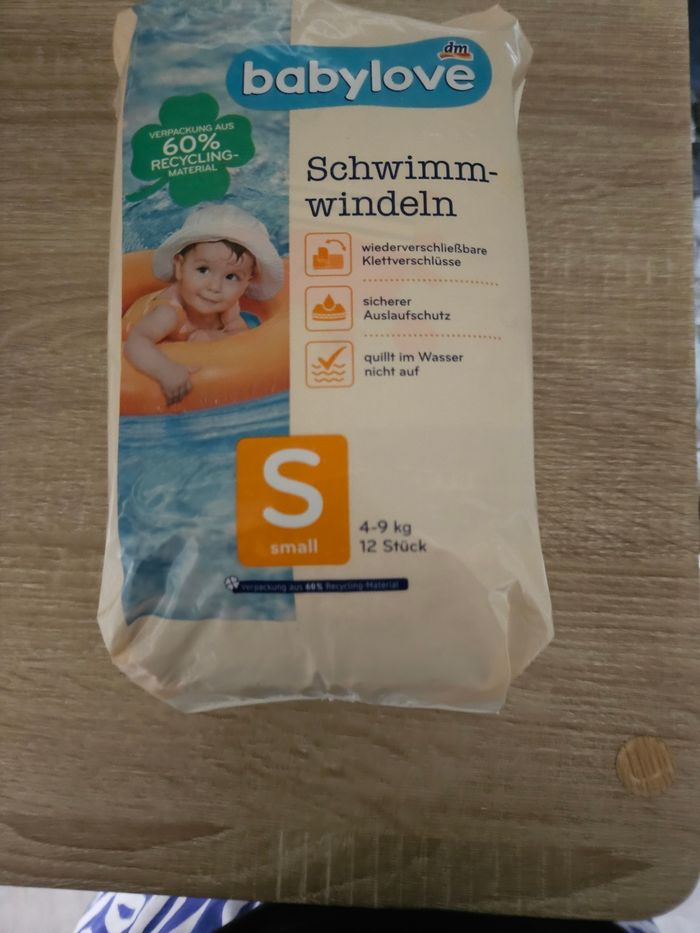 dm
babylove
VERPACKUNG AUS
60%
RECYCLING-
MATERIAL
Schwimm-
windeln
wiederverschließbare
Klettverschlüsse
sicherer
Auslaufschutz
quillt im Wasser
nicht auf
S
small
4-9 kg
12 Stück
Verpackung aus 60% Recycling-Material